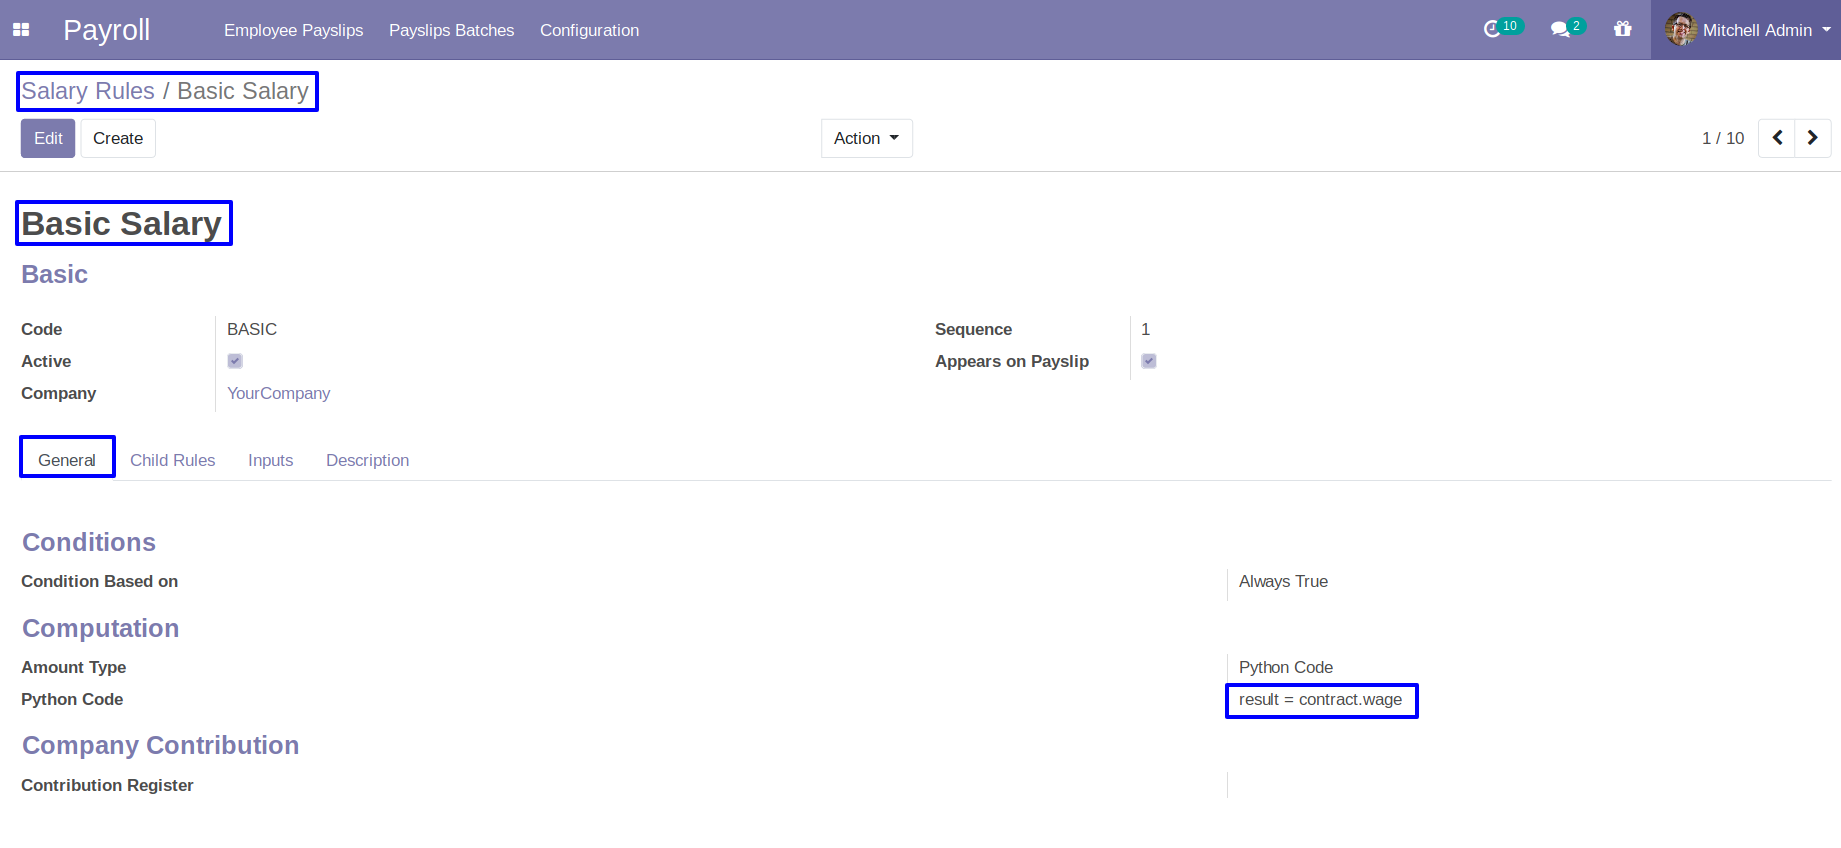 Payroll Employee Payslips Payslips Batches Configuration 10 2 Mitchell Admin
Salary Rules / Basic Salary
Edit Create Action 1 / 10
Basic Salary
Basic
Code BASIC Sequence 1
Active Appears on Payslip
Company YourCompany
General Child Rules Inputs Description
Conditions
Condition Based on Always True
Computation
Amount Type Python Code
Python Code result = contract.wage
Company Contribution
Contribution Register